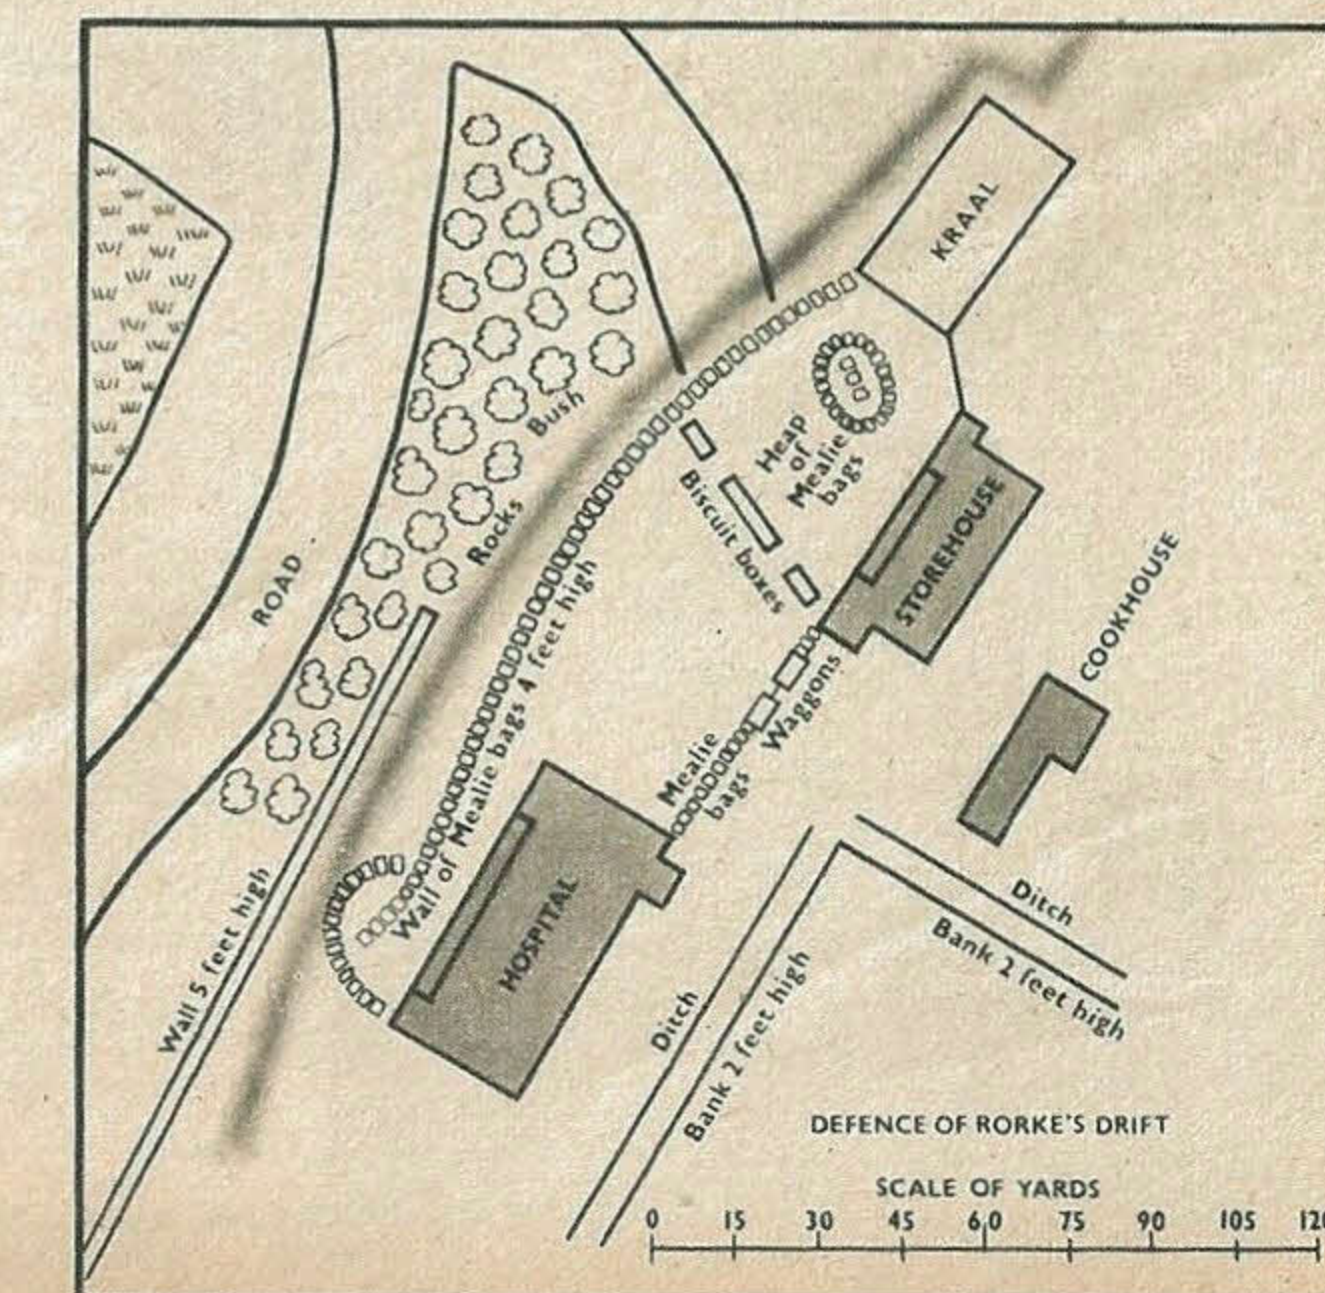 KRAAL
Bush
Heap
of
Mealie
bags
Biscuit boxes
Rocks
STOREHOUSE
ROAD
COOKHOUSE
Wall of Mealie bags 4 feet high
Waggons
Mealie
bags
HOSPITAL
Wall 5 feet high
Ditch
Bank 2 feet high
Ditch
Bank 2 feet high
DEFENCE OF RORKE'S DRIFT
SCALE OF YARDS
0 15 30 45 60 75 90 105 120